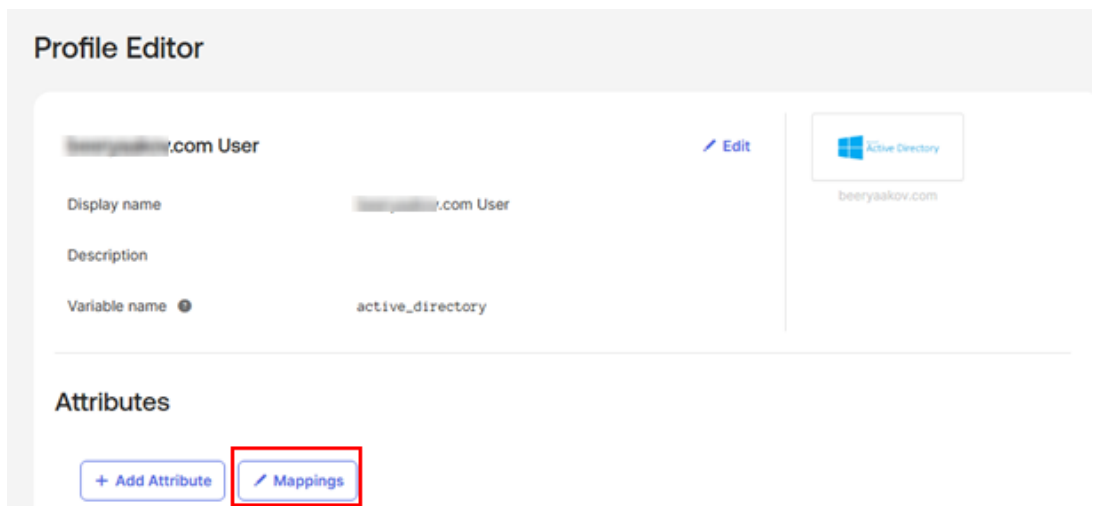 Profile Editor
.com User
Edit
Active Directory
beeryaakov.com
Display name
.com User
Description
Variable name
active_directory
Attributes
+ Add Attribute
Mappings